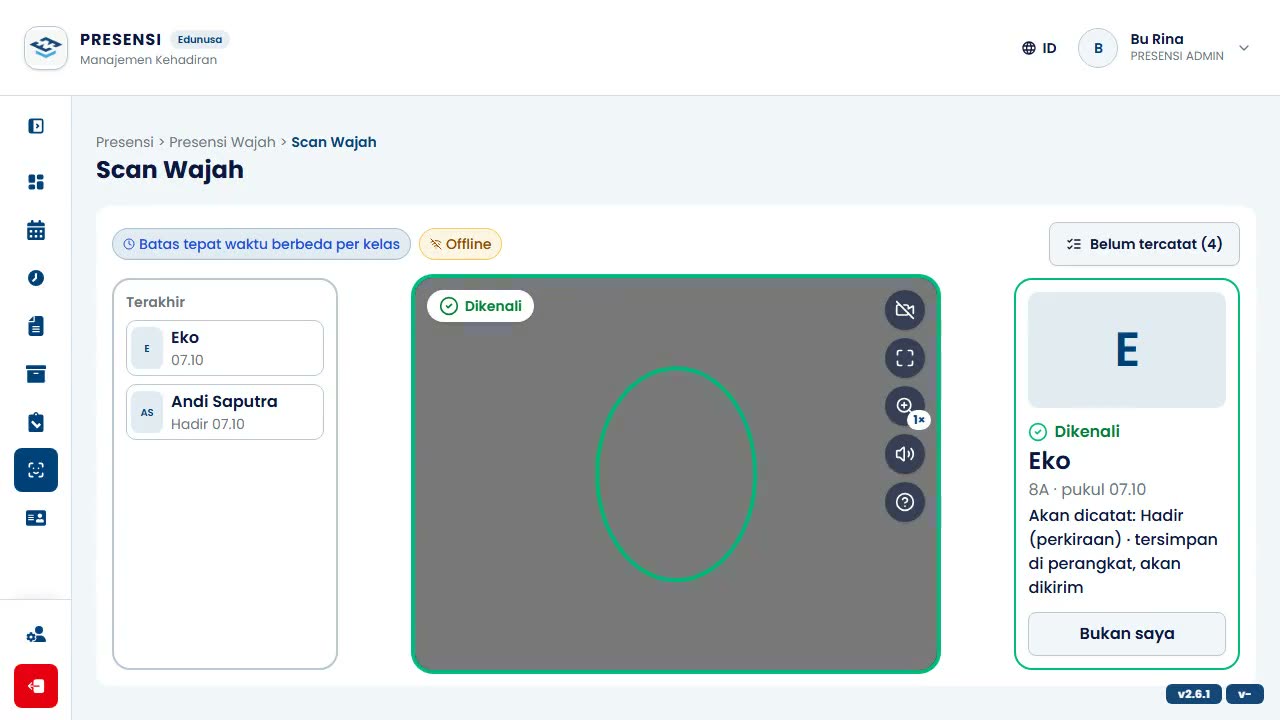 PRESENSI Edunusa
Manajemen Kehadiran
ID
B
Bu Rina
PRESENSI ADMIN
Presensi > Presensi Wajah > Scan Wajah
Scan Wajah
Batas tepat waktu berbeda per kelas
Offline
Belum tercatat (4)
Terakhir
E
Eko
07.10
AS
Andi Saputra
Hadir 07.10
Dikenali
1×
E
Dikenali
Eko
8A · pukul 07.10
Akan dicatat: Hadir
(perkiraan) · tersimpan
di perangkat, akan
dikirim
Bukan saya
v2.6.1
v-